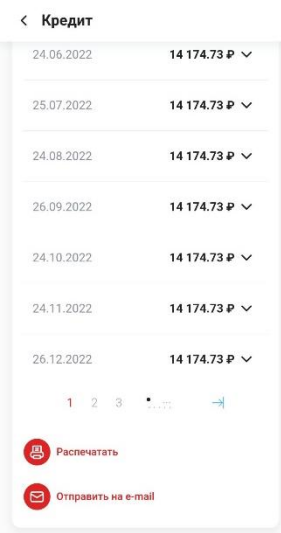 Кредит
24.06.2022 14 174.73 ₽
25.07.2022 14 174.73 ₽
24.08.2022 14 174.73 ₽
26.09.2022 14 174.73 ₽
24.10.2022 14 174.73 ₽
24.11.2022 14 174.73 ₽
26.12.2022 14 174.73 ₽
1 2 3
Распечатать
Отправить на e-mail